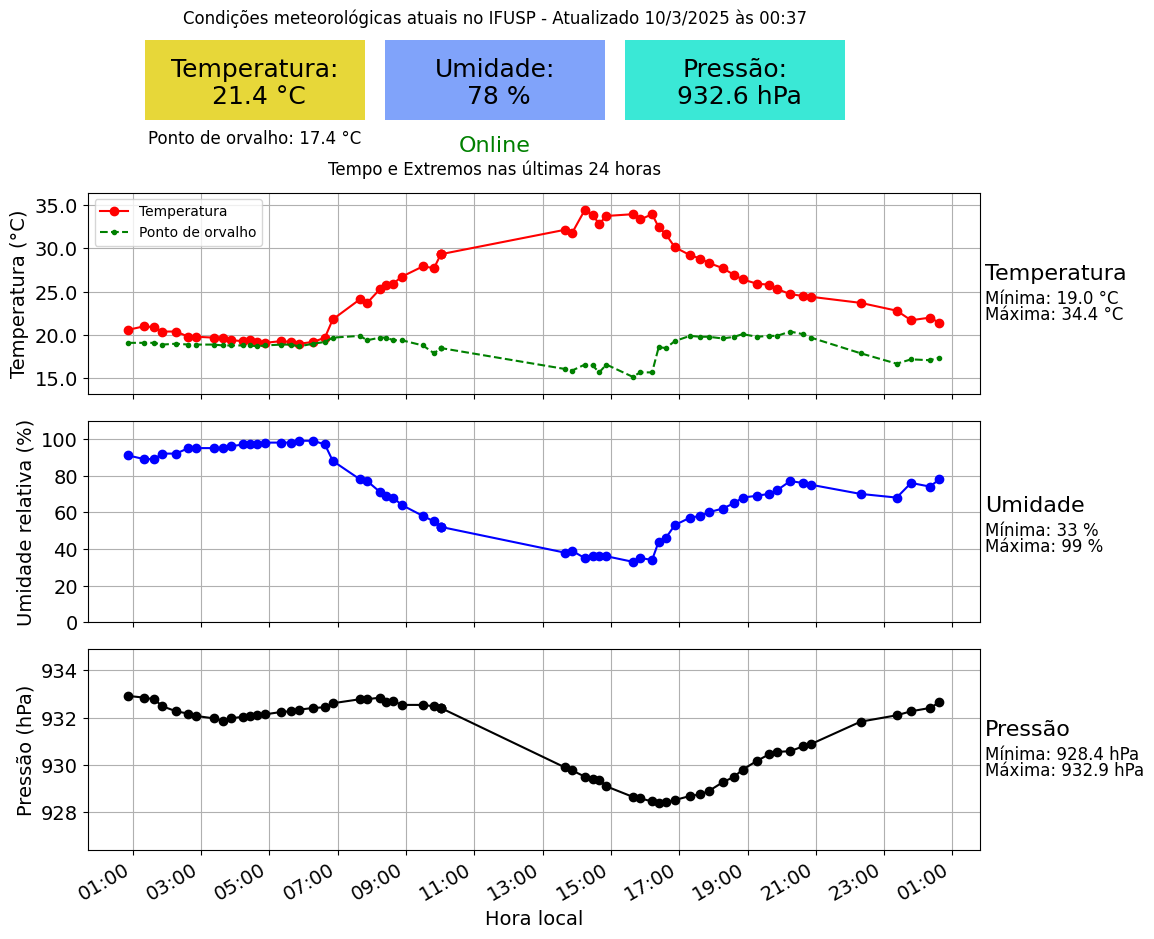 Condições meteorológicas atuais no IFUSP - Atualizado 10/3/2025 às 00:37
Temperatura:
21.4 °C
Umidade:
78 %
Pressão:
932.6 hPa
Ponto de orvalho: 17.4 °C
Online
Tempo e Extremos nas últimas 24 horas
Temperatura (°C)
35.0
30.0
25.0
20.0
15.0
Temperatura
Ponto de orvalho
Temperatura
Mínima: 19.0 °C
Máxima: 34.4 °C
Umidade relativa (%)
100
80
60
40
20
0
Umidade
Mínima: 33 %
Máxima: 99 %
Pressão (hPa)
934
932
930
928
Pressão
Mínima: 928.4 hPa
Máxima: 932.9 hPa
01:00 03:00 05:00 07:00 09:00 11:00 13:00 15:00 17:00 19:00 21:00 23:00 01:00
Hora local